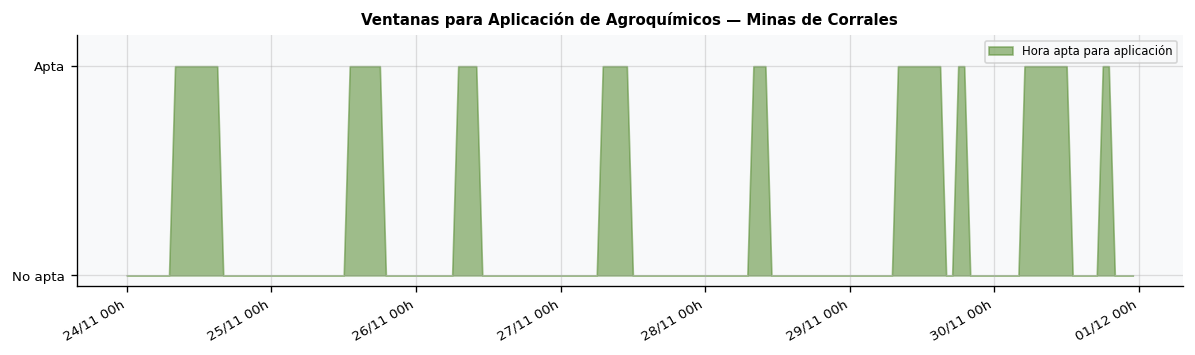 Ventanas para Aplicación de Agroquímicos — Minas de Corrales
Hora apta para aplicación
Apta
No apta
24/11 00h
25/11 00h
26/11 00h
27/11 00h
28/11 00h
29/11 00h
30/11 00h
01/12 00h